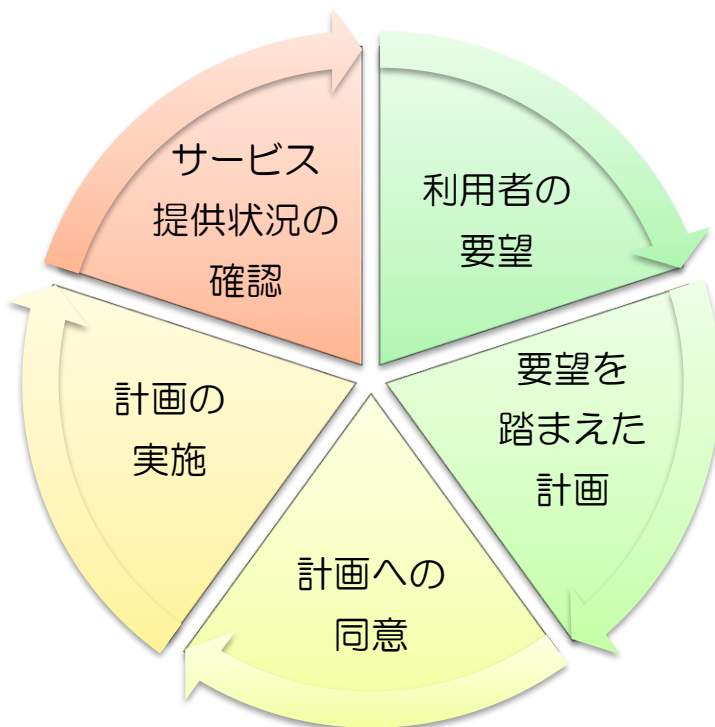 利用者の
要望
要望を
踏まえた
計画
計画への
同意
計画の
実施
サービス
提供状況の
確認